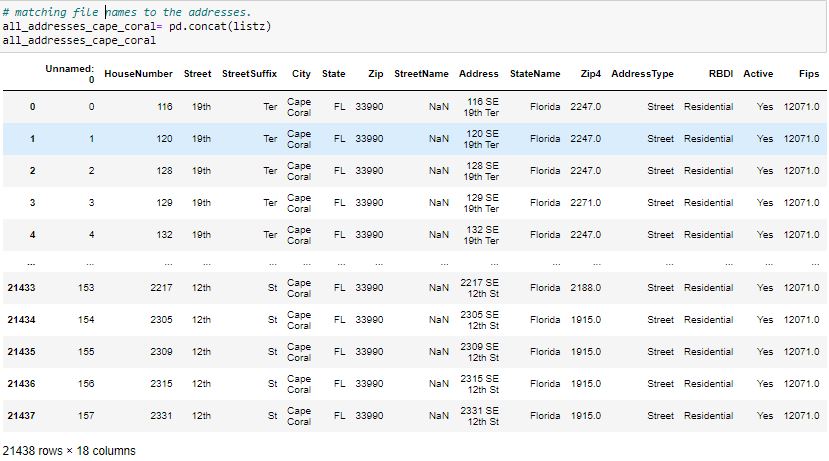 # matching file names to the addresses.
all_addresses_cape_coral= pd.concat(listz)
all_addresses_cape_coral
Unnamed: 0 HouseNumber Street StreetSuffix City State Zip StreetName Address StateName Zip4 AddressType RBDI Active Fips
0 0 116 19th Ter Cape Coral FL 33990 NaN 116 SE 19th Ter Florida 2247.0 Street Residential Yes 12071.0
1 1 120 19th Ter Cape Coral FL 33990 NaN 120 SE 19th Ter Florida 2247.0 Street Residential Yes 12071.0
2 2 128 19th Ter Cape Coral FL 33990 NaN 128 SE 19th Ter Florida 2247.0 Street Residential Yes 12071.0
3 3 129 19th Ter Cape Coral FL 33990 NaN 129 SE 19th Ter Florida 2271.0 Street Residential Yes 12071.0
4 4 132 19th Ter Cape Coral FL 33990 NaN 132 SE 19th Ter Florida 2247.0 Street Residential Yes 12071.0
... ... ... ... ... ... ... ... ... ... ... ... ... ... ... ...
21433 153 2217 12th St Cape Coral FL 33990 NaN 2217 SE 12th St Florida 2188.0 Street Residential Yes 12071.0
21434 154 2305 12th St Cape Coral FL 33990 NaN 2305 SE 12th St Florida 1915.0 Street Residential Yes 12071.0
21435 155 2309 12th St Cape Coral FL 33990 NaN 2309 SE 12th St Florida 1915.0 Street Residential Yes 12071.0
21436 156 2315 12th St Cape Coral FL 33990 NaN 2315 SE 12th St Florida 1915.0 Street Residential Yes 12071.0
21437 157 2331 12th St Cape Coral FL 33990 NaN 2331 SE 12th St Florida 1915.0 Street Residential Yes 12071.0
21438 rows × 18 columns